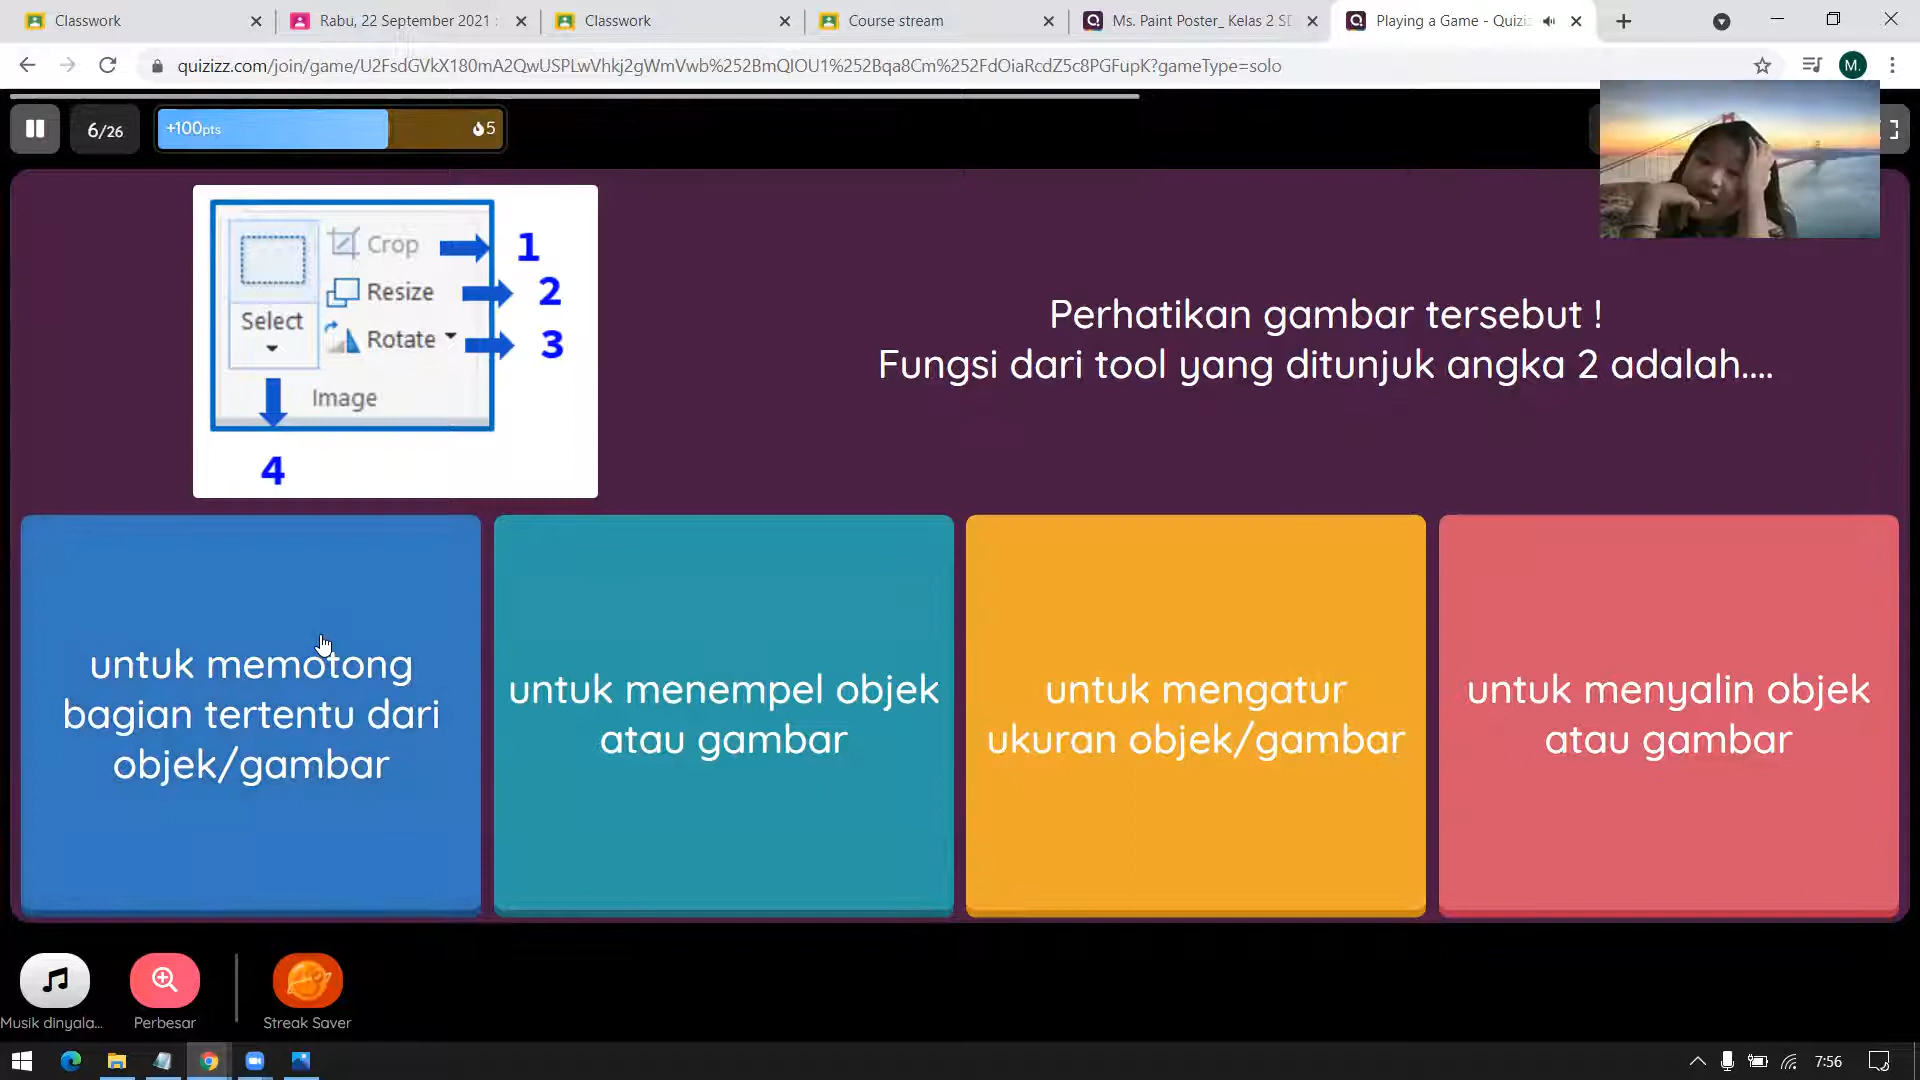 Classwork
Rabu, 22 September 2021 :
Classwork
Course stream
Ms. Paint Poster_ Kelas 2 SD
Playing a Game - Quiziz
quizizz.com/join/game/U2FsdGVkX180mA2QwUSPLwVhkj2gWmVwb%252BmQIOU1%252Bqa8Cm%252FdOiaRcdZ5c8PGFupK?gameType=solo
M.
6/26
+100pts
5
Crop
1
Resize
2
Select
Rotate
3
Image
4
Perhatikan gambar tersebut !
Fungsi dari tool yang ditunjuk angka 2 adalah....
untuk memotong
bagian tertentu dari
objek/gambar
untuk menempel objek
atau gambar
untuk mengatur
ukuran objek/gambar
untuk menyalin objek
atau gambar
Musik dinyala...
Perbesar
Streak Saver
7:56